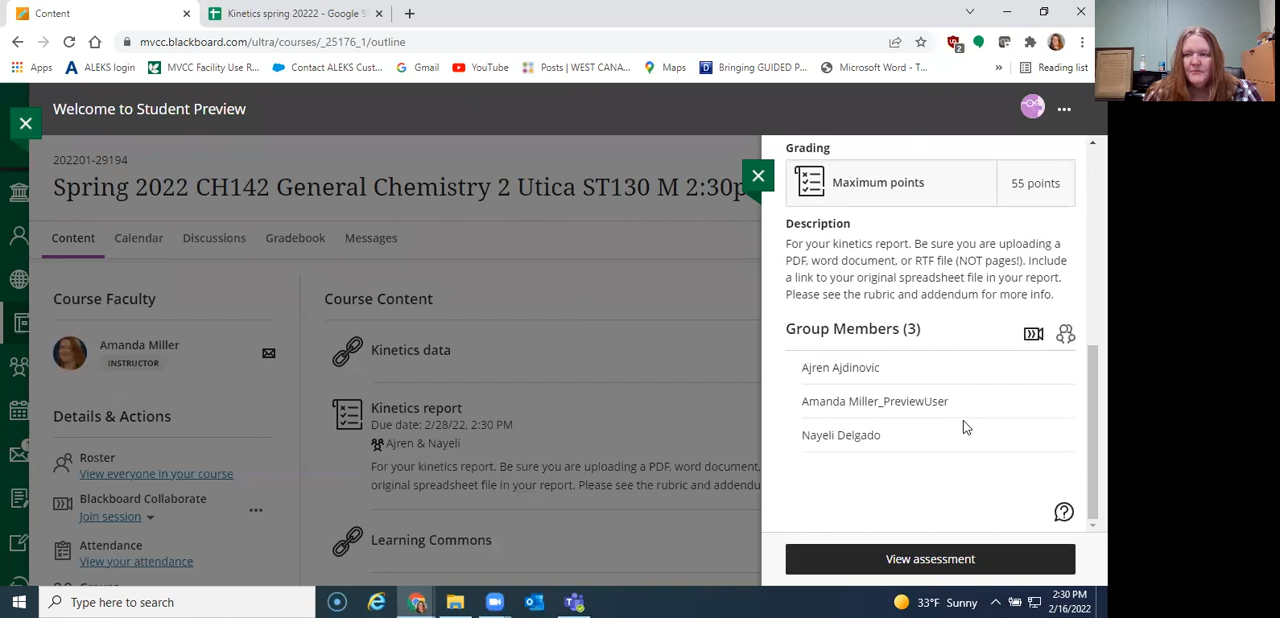 Content
Kinetics spring 20222 - Google S
mvcc.blackboard.com/ultra/courses/_25176_1/outline
Apps
ALEKS login
MVCC Facility Use R...
Contact ALEKS Cust...
Gmail
YouTube
Posts | WEST CANA...
Maps
Bringing GUIDED P...
Microsoft Word - T...
»
Reading list
2
Welcome to Student Preview
202201-29194
Spring 2022 CH142 General Chemistry 2 Utica ST130 M 2:30p
Content
Calendar
Discussions
Gradebook
Messages
Course Faculty
Amanda Miller
INSTRUCTOR
Details & Actions
Roster
View everyone in your course
Blackboard Collaborate
Join session
Attendance
View your attendance
Course Content
Kinetics data
Kinetics report
Due date: 2/28/22, 2:30 PM
Ajren & Nayeli
For your kinetics report. Be sure you are uploading a PDF, word document,
original spreadsheet file in your report. Please see the rubric and addendu
Learning Commons
Grading
Maximum points
55 points
Description
For your kinetics report. Be sure you are uploading a
PDF, word document, or RTF file (NOT pages!). Include
a link to your original spreadsheet file in your report.
Please see the rubric and addendum for more info.
Group Members (3)
Ajren Ajdinovic
Amanda Miller_PreviewUser
Nayeli Delgado
View assessment
Type here to search
33°F Sunny
2:30 PM
2/16/2022